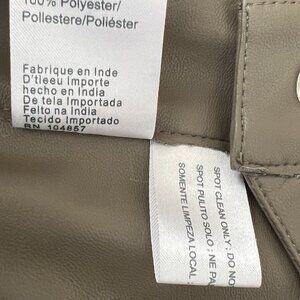 100% Polyester/
Pollestere/Poliéster
Fabrique en Inde
D'tieeu Importe
hecho en India
De tela Importada
Feito na India
Tecido Importado
RN 104857
SPOT CLEAN ONLY ; DO NO
SPOT PULITO SOLO ; NE PA
SOMENTE LIMPEZA LOCAL ;